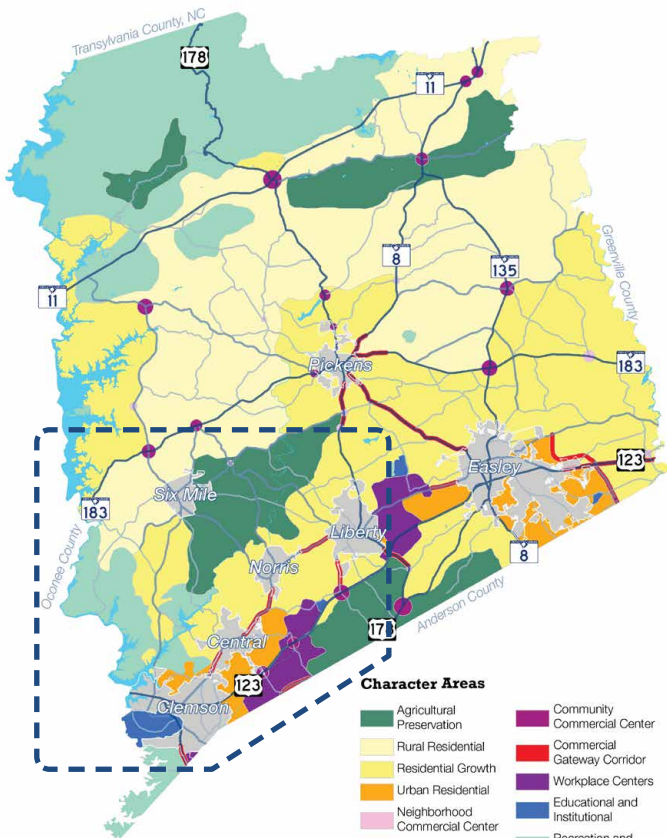 Transylvania County, NC
178
11
Greenville County
8
135
11
Pickens
183
Easley
123
Six Mile
183
Liberty
Oconee County
8
Norris
Anderson County
Central
123
Clemson
Character Areas
Agricultural
Preservation
Rural Residential
Residential Growth
Urban Residential
Neighborhood
Commercial Center
Community
Commercial Center
Commercial
Gateway Corridor
Workplace Centers
Educational and
Institutional
Recreation and